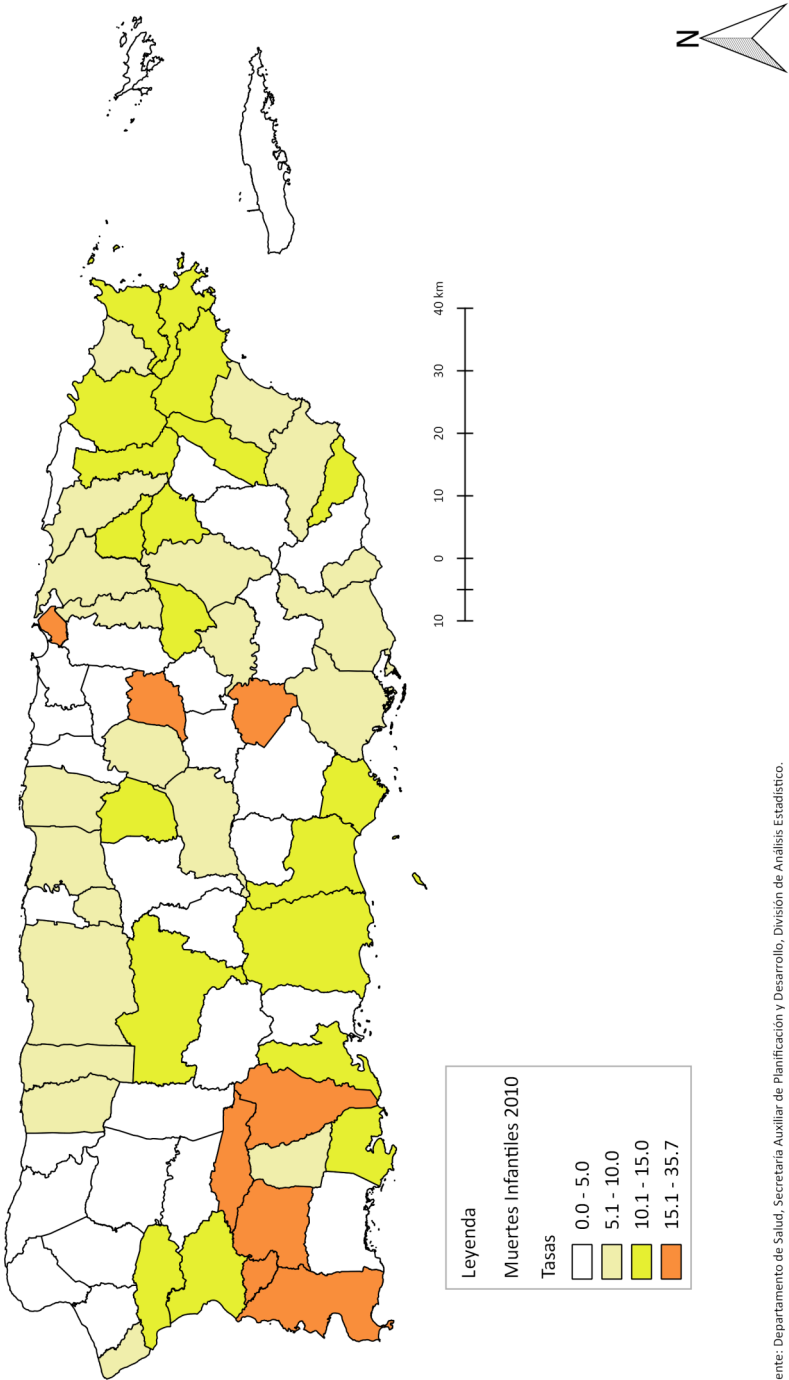 N
40 km
30
20
10
0
10
Leyenda
Muertes Infantiles 2010
Tasas
0.0 - 5.0
5.1 - 10.0
10.1 - 15.0
15.1 - 35.7
ente: Departamento de Salud, Secretaría Auxiliar de Planificación y Desarrollo, División de Análisis Estadístico.